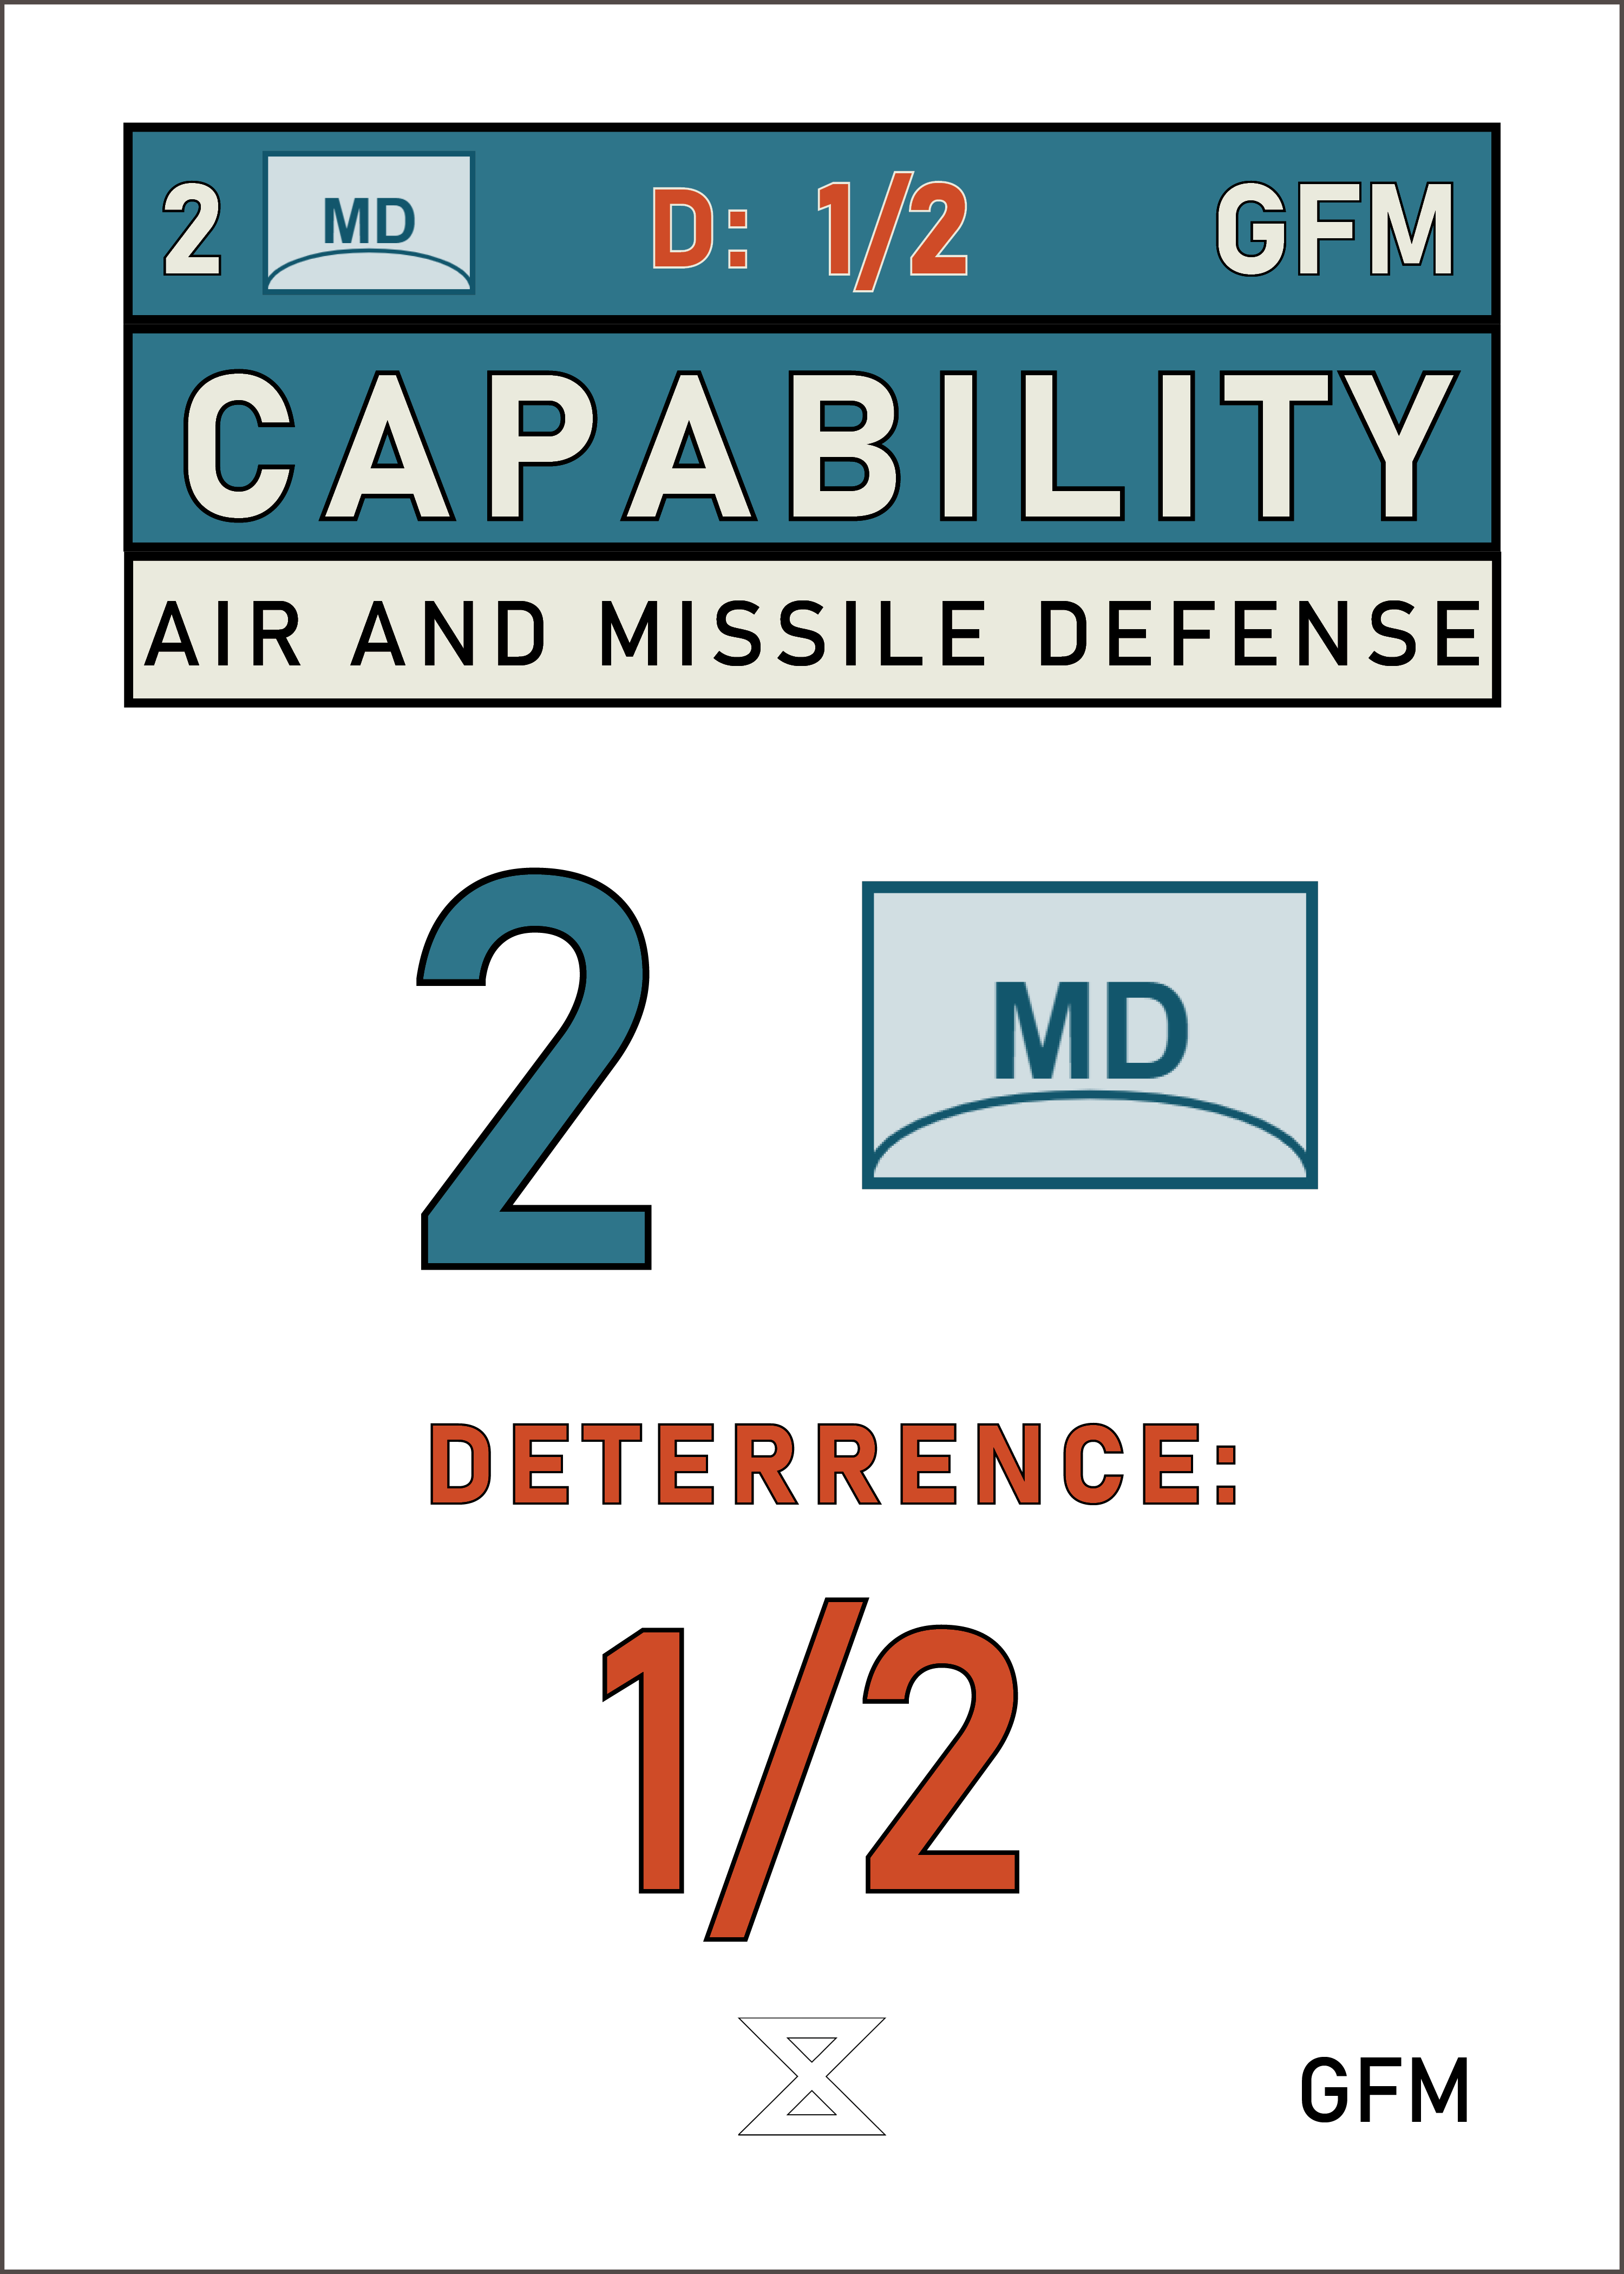 2 MD D: 1/2 GFM
CAPABILITY
AIR AND MISSILE DEFENSE
2 MD
DETERRENCE:
1/2
GFM